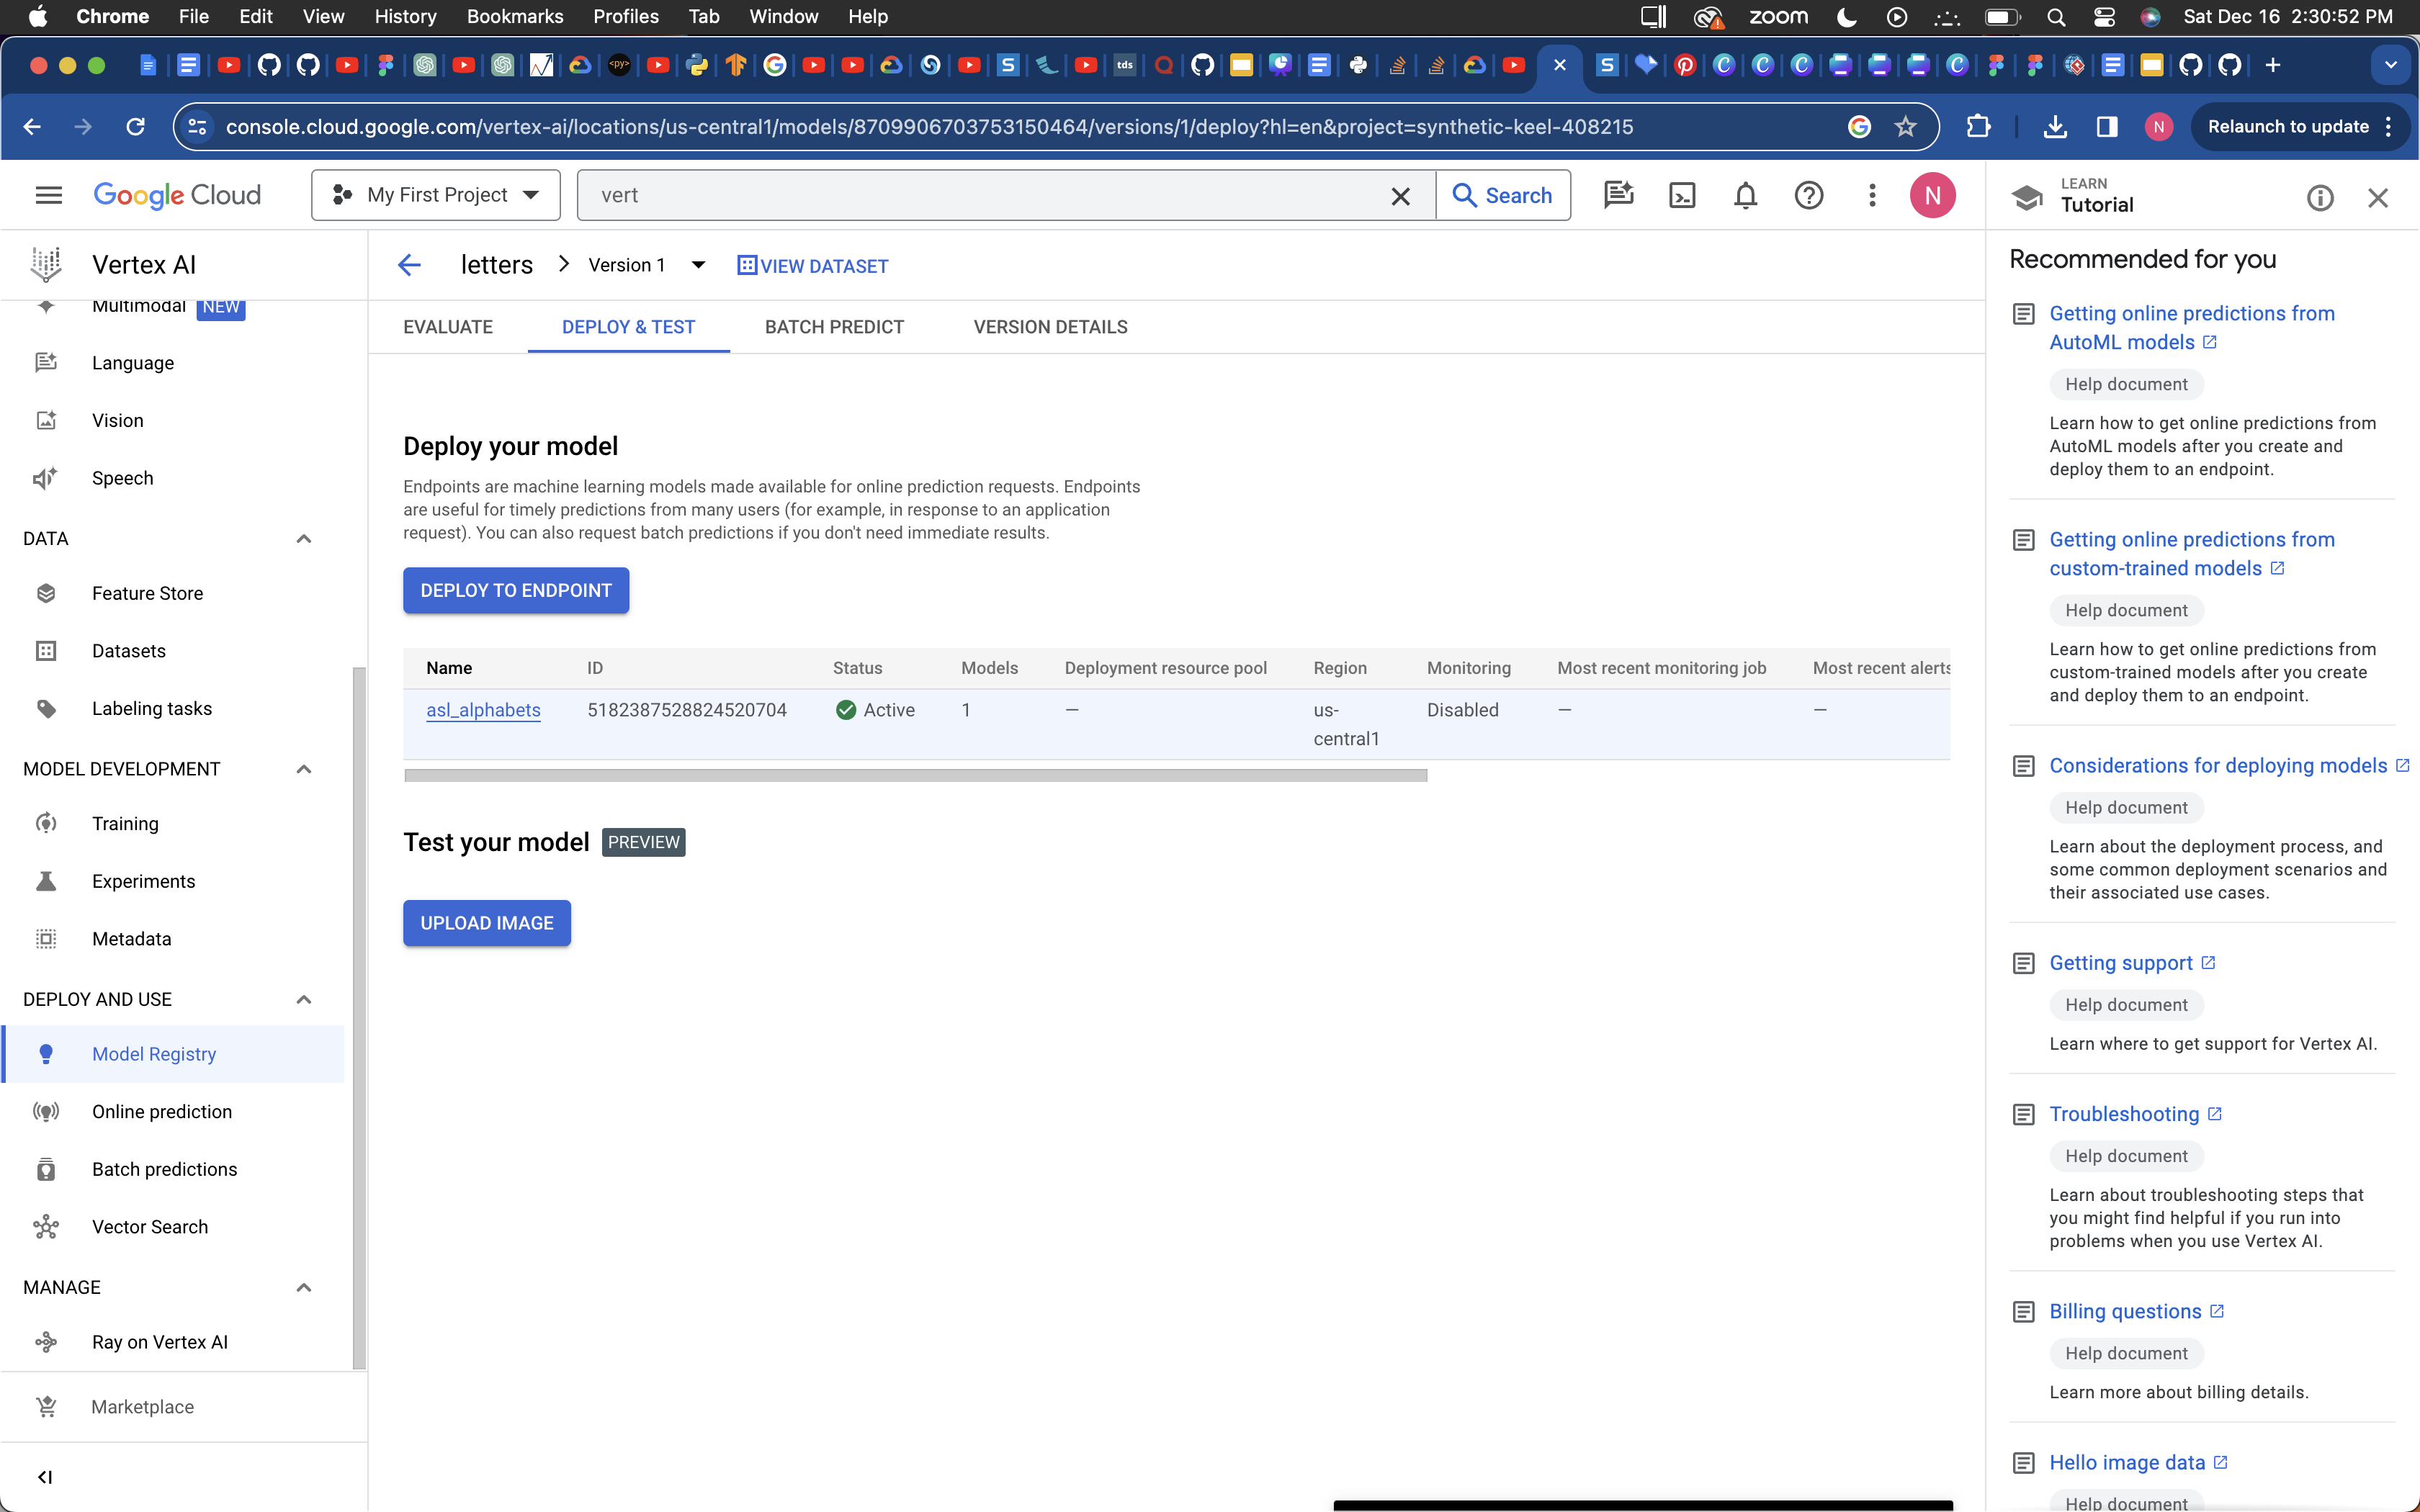 Chrome File Edit View History Bookmarks Profiles Tab Window Help
zoom Sat Dec 16 2:30:52 PM
<py> S tds S
console.cloud.google.com/vertex-ai/locations/us-central1/models/8709906703753150464/versions/1/deploy?hl=en&project=synthetic-keel-408215
N Relaunch to update
Google Cloud My First Project vert Search N
LEARN
Tutorial
Vertex AI
Multimodal NEW
Language
Vision
Speech
DATA
Feature Store
Datasets
Labeling tasks
MODEL DEVELOPMENT
Training
Experiments
Metadata
DEPLOY AND USE
Model Registry
Online prediction
Batch predictions
Vector Search
MANAGE
Ray on Vertex AI
Marketplace
letters Version 1 VIEW DATASET
EVALUATE DEPLOY & TEST BATCH PREDICT VERSION DETAILS
Deploy your model
Endpoints are machine learning models made available for online prediction requests. Endpoints
are useful for timely predictions from many users (for example, in response to an application
request). You can also request batch predictions if you don't need immediate results.
DEPLOY TO ENDPOINT
Name ID Status Models Deployment resource pool Region Monitoring Most recent monitoring job Most recent alerts
asl_alphabets 5182387528824520704 Active 1 — us- Disabled — —
central1
Test your model PREVIEW
UPLOAD IMAGE
Recommended for you
Getting online predictions from
AutoML models
Help document
Learn how to get online predictions from
AutoML models after you create and
deploy them to an endpoint.
Getting online predictions from
custom-trained models
Help document
Learn how to get online predictions from
custom-trained models after you create
and deploy them to an endpoint.
Considerations for deploying models
Help document
Learn about the deployment process, and
some common deployment scenarios and
their associated use cases.
Getting support
Help document
Learn where to get support for Vertex AI.
Troubleshooting
Help document
Learn about troubleshooting steps that
you might find helpful if you run into
problems when you use Vertex AI.
Billing questions
Help document
Learn more about billing details.
Hello image data
Help document